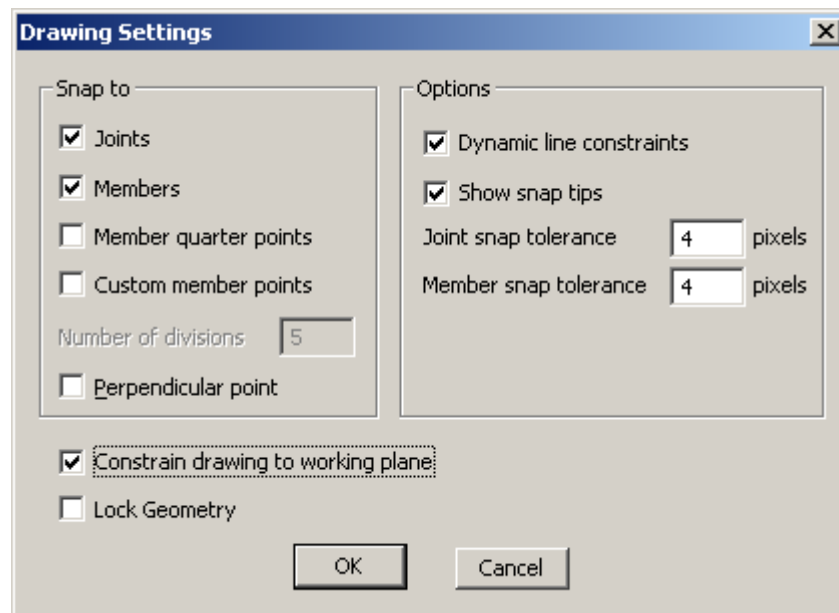 Drawing Settings
Snap to
Joints
Members
Member quarter points
Custom member points
Number of divisions 5
Perpendicular point
Options
Dynamic line constraints
Show snap tips
Joint snap tolerance 4 pixels
Member snap tolerance 4 pixels
Constrain drawing to working plane
Lock Geometry
OK Cancel